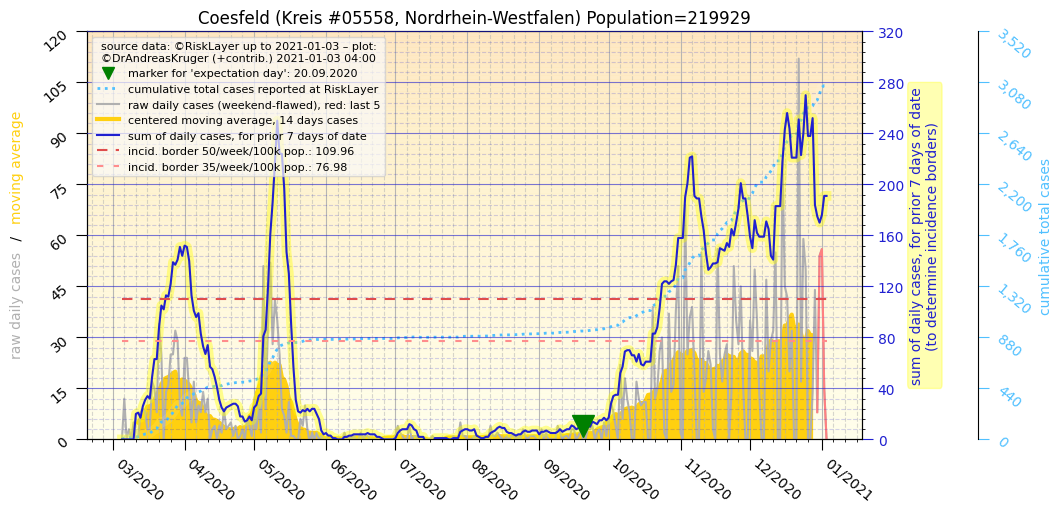 Coesfeld (Kreis #05558, Nordrhein-Westfalen) Population=219929
source data: ©RiskLayer up to 2021-01-03 – plot:
©DrAndreasKruger (+contrib.) 2021-01-03 04:00
marker for 'expectation day': 20.09.2020
cumulative total cases reported at RiskLayer
raw daily cases (weekend-flawed), red: last 5
centered moving average, 14 days cases
sum of daily cases, for prior 7 days of date
incid. border 50/week/100k pop.: 109.96
incid. border 35/week/100k pop.: 76.98
raw daily cases / moving average
120
105
90
75
60
45
30
15
0
03/2020
04/2020
05/2020
06/2020
07/2020
08/2020
09/2020
10/2020
11/2020
12/2020
01/2021
320
280
240
200
160
120
80
40
0
sum of daily cases, for prior 7 days of date
(to determine incidence borders)
3,520
3,080
2,640
2,200
1,760
1,320
880
440
0
cumulative total cases